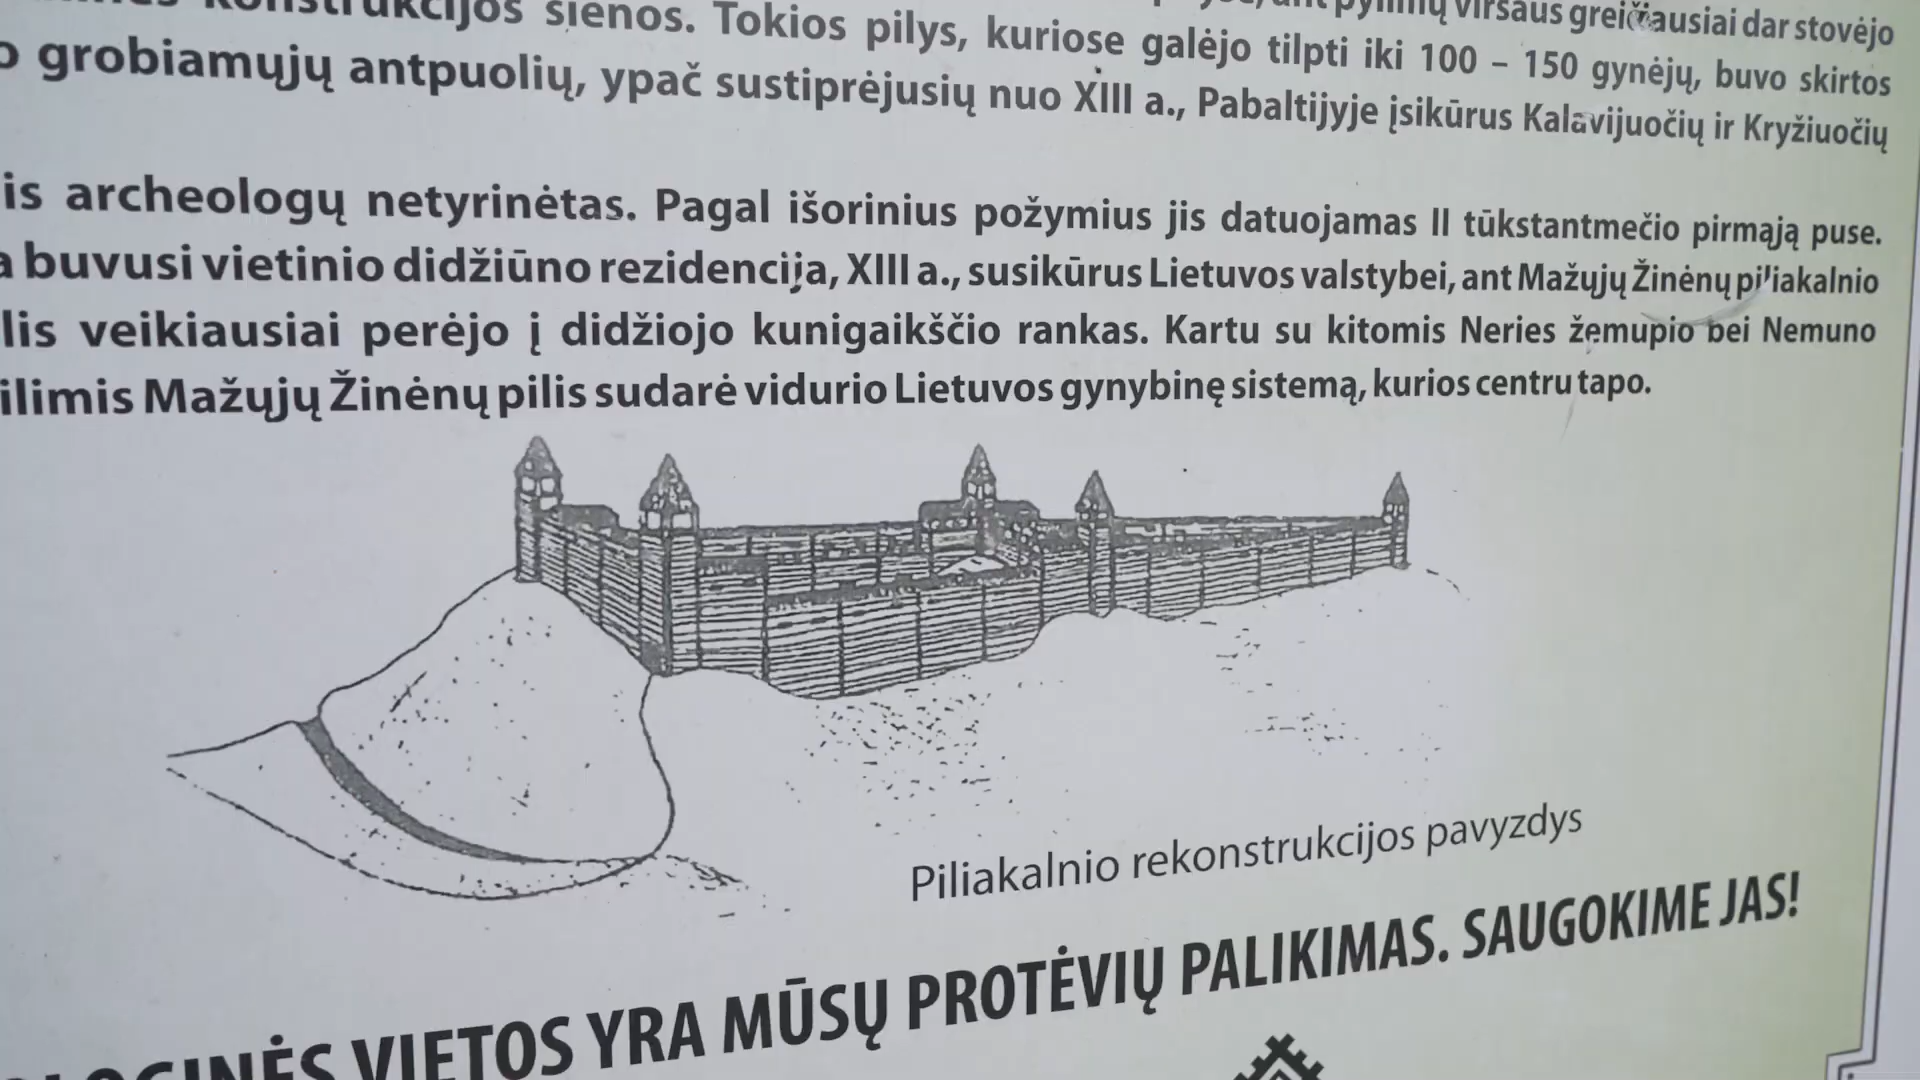 konstrukcijos sienos. Tokios pilys, kuriose galėjo tilpti iki 100 – 150 gynėjų, buvo skirtos
viršaus greičiausiai dar stovėjo
grobiamųjų antpuolių, ypač sustiprėjusių nuo XIII a., Pabaltijyje įsikūrus Kalavijuočių ir Kryžiuočių
is archeologų netyrinėtas. Pagal išorinius požymius jis datuojamas II tūkstantmečio pirmąją puse.
buvusi vietinio didžiūno rezidencija, XIII a., susikūrus Lietuvos valstybei, ant Mažųjų Žinėnų piliakalnio
lis veikiausiai perėjo į didžiojo kunigaikščio rankas. Kartu su kitomis Neries žemupio bei Nemuno
ilimis Mažųjų Žinėnų pilis sudarė vidurio Lietuvos gynybinę sistemą, kurios centru tapo.
Piliakalnio rekonstrukcijos pavyzdys
VIETOS YRA MŪSŲ PROTĖVIŲ PALIKIMAS. SAUGOKIME JAS!